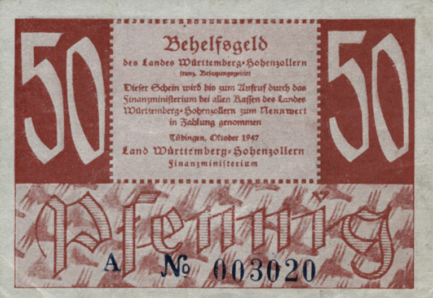 50
50
Behelfsgeld
des Landes Württemberg-Hohenzollern
franz. Besatzungsgebiet
Dieser Schein wird bis zum Aufruf durch das
Finanzministerium bei allen Kassen des Landes
Württemberg-Hohenzollern zum Nennwert
in Zahlung genommen
Tübingen, Oktober 1947
Land Württemberg-Hohenzollern
Finanzministerium
Pfennig
A No 003020